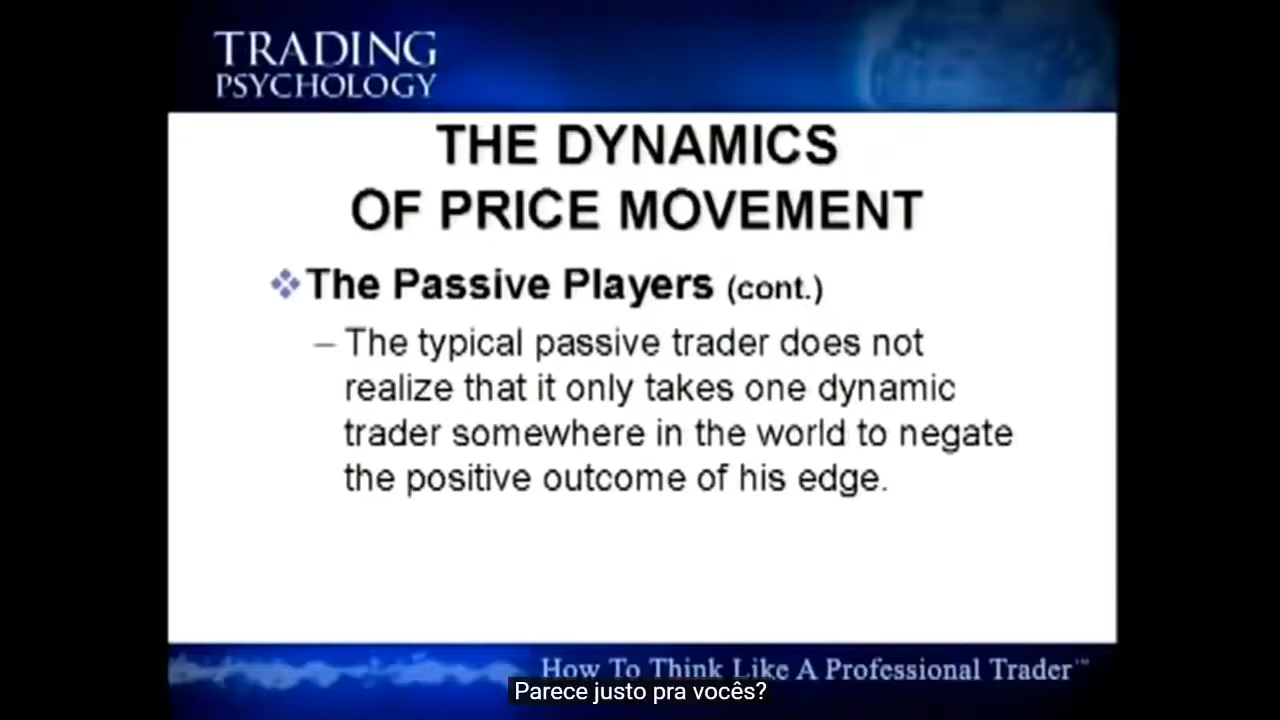 TRADING
PSYCHOLOGY
THE DYNAMICS
OF PRICE MOVEMENT
The Passive Players (cont.)
– The typical passive trader does not
realize that it only takes one dynamic
trader somewhere in the world to negate
the positive outcome of his edge.
How To Think Like A Professional Trader™
Parece justo pra vocês?